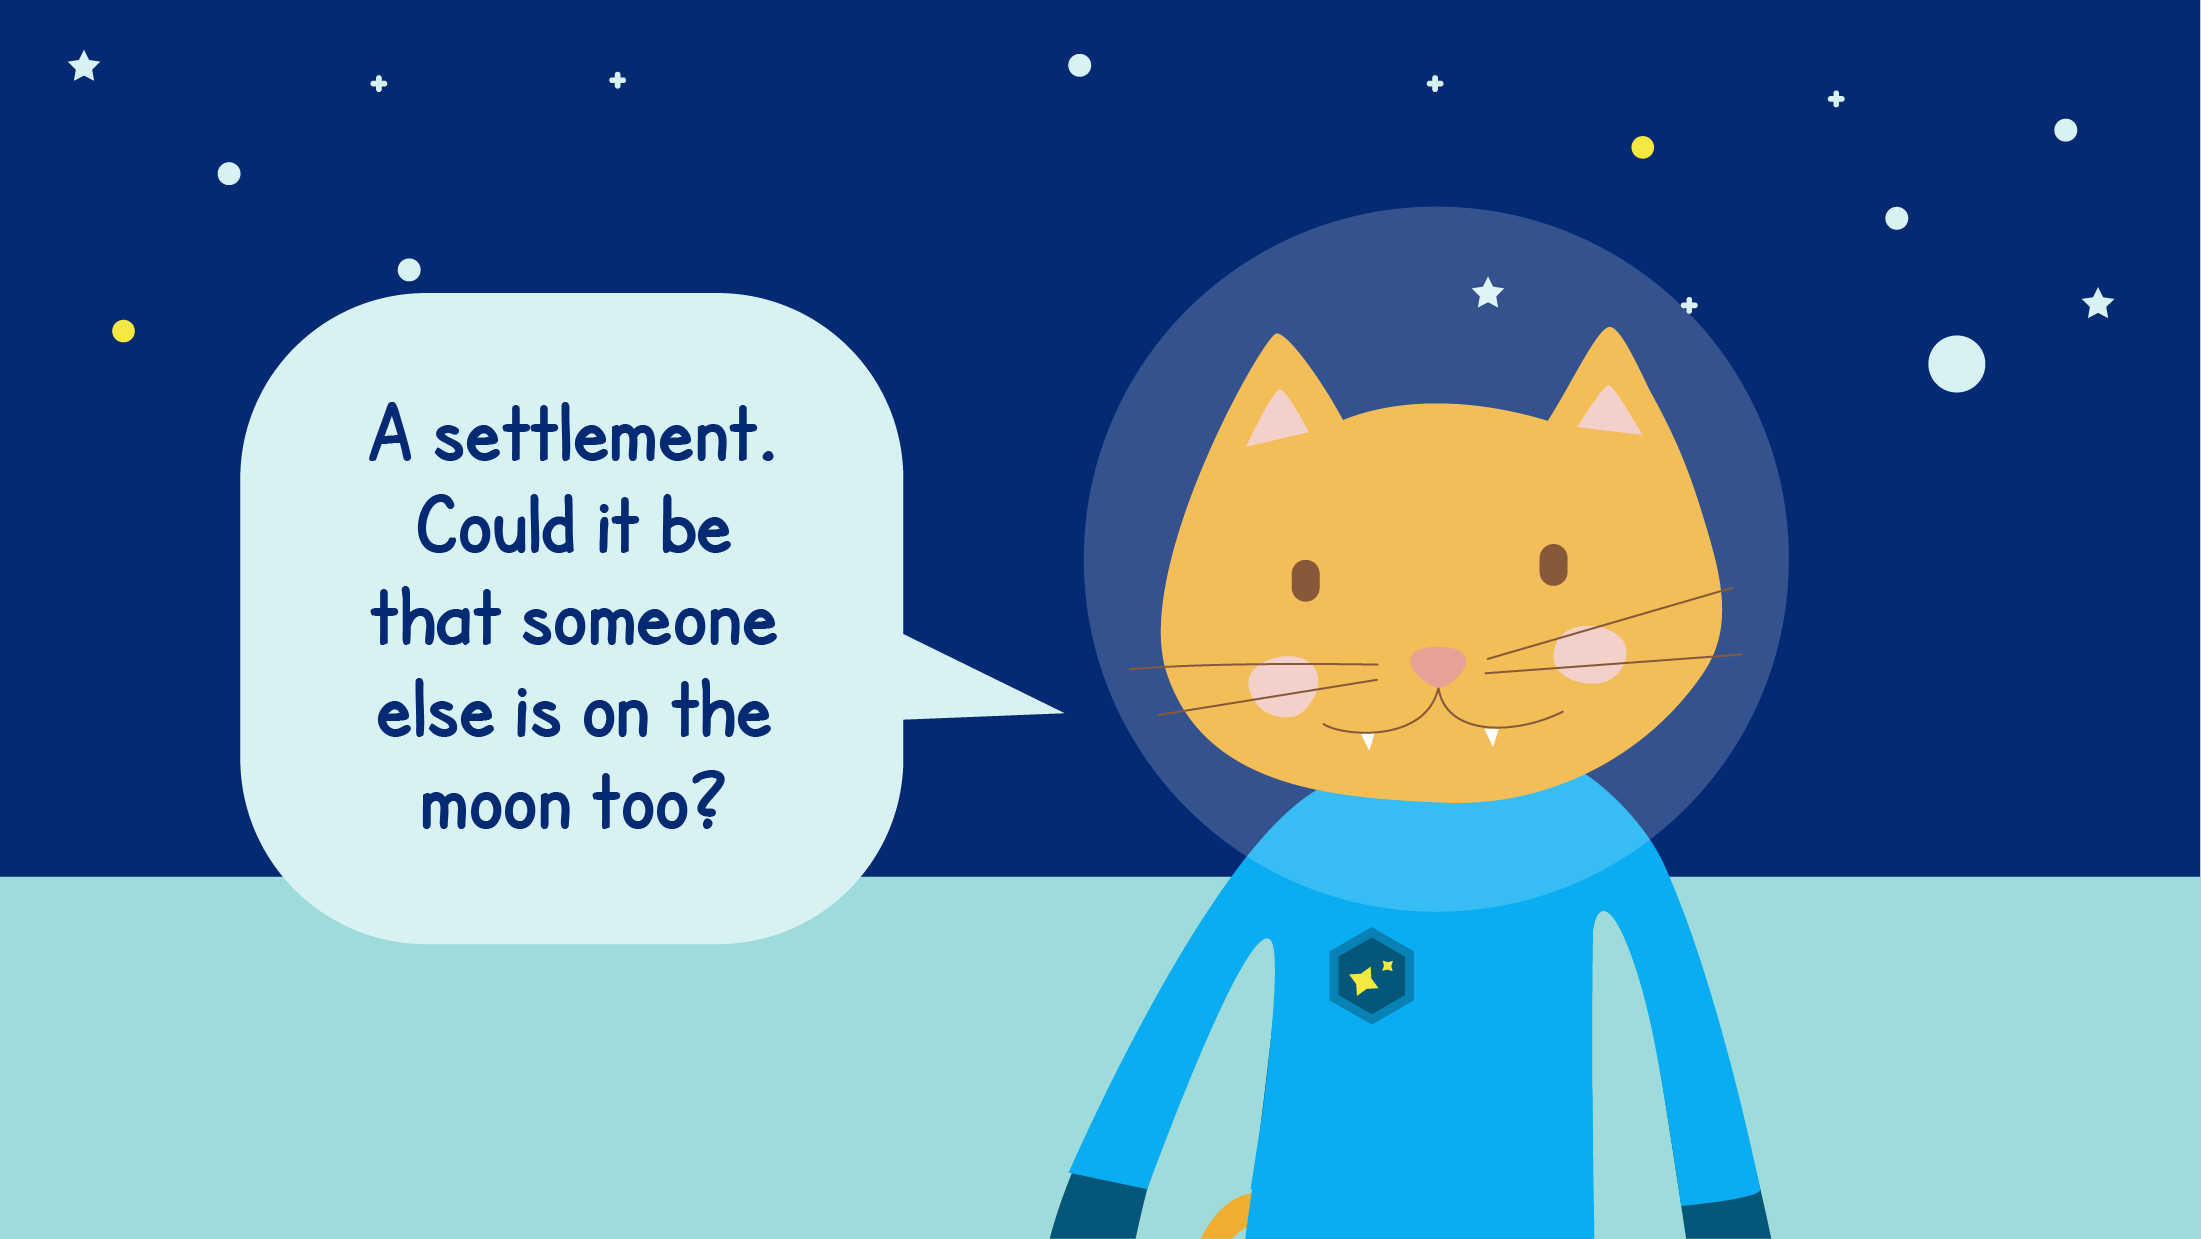 A settlement.
Could it be
that someone
else is on the
moon too?